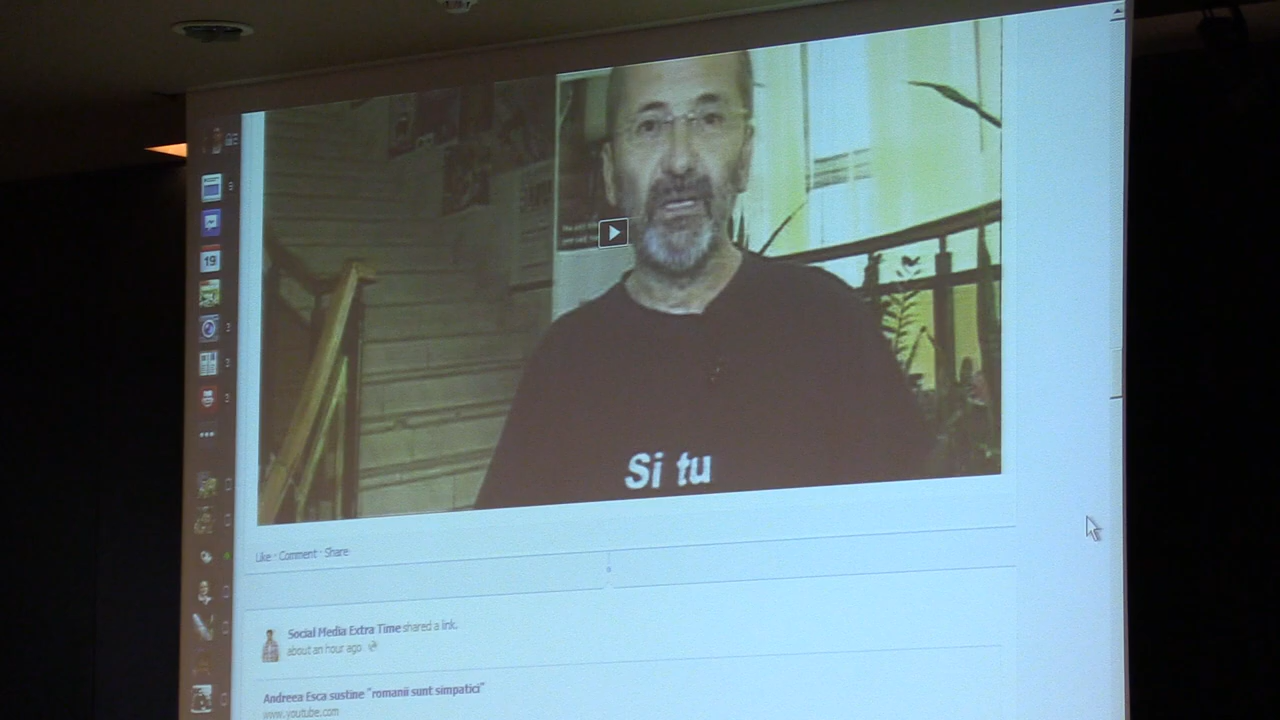 19
Si tu
Like · Comment · Share
Social Media Extra Time shared a link.
about an hour ago
Andreea Esca sustine "romanii sunt simpatici"
www.youtube.com